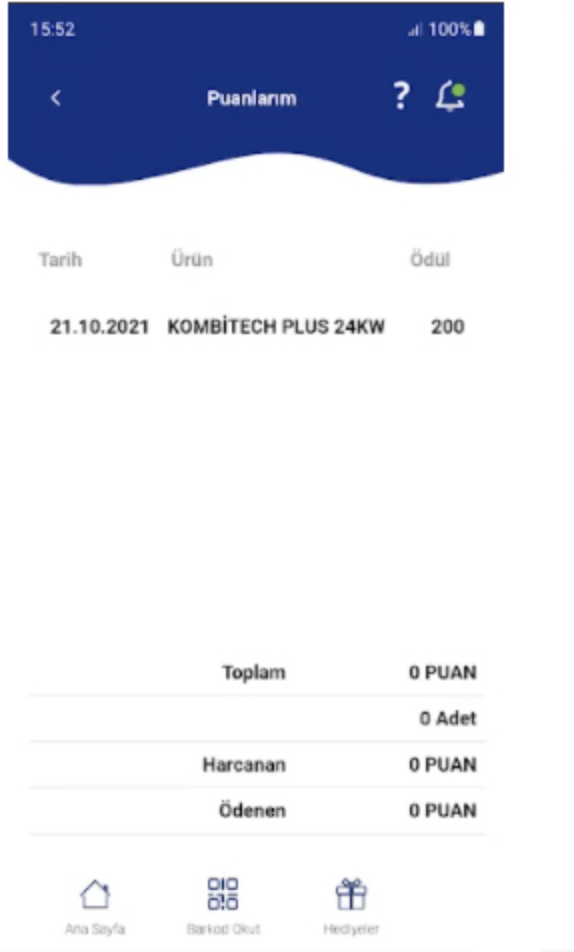 15:52 100%
Puanlarım ?
Tarih Ürün Ödül
21.10.2021 KOMBİTECH PLUS 24KW 200
Toplam 0 PUAN
0 Adet
Harcanan 0 PUAN
Ödenen 0 PUAN
Ana Sayfa Barkod Okut Hediyeler